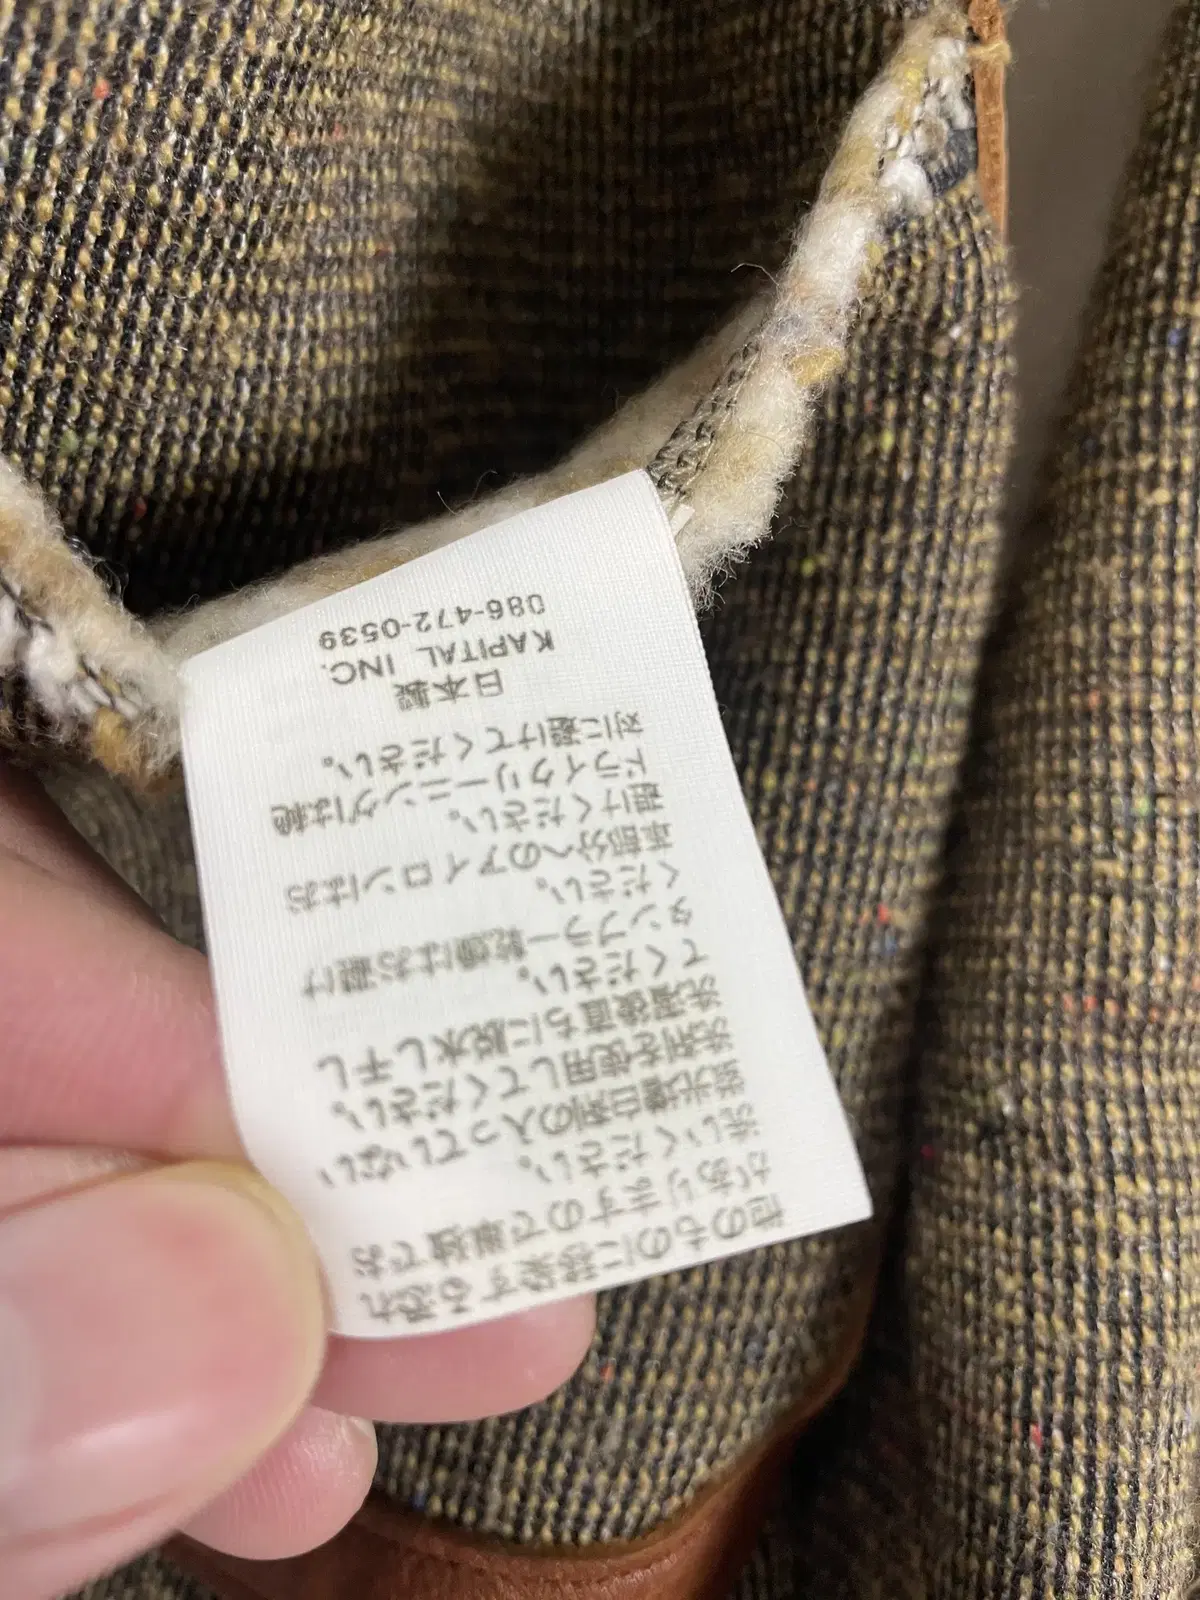 他のものに移染する恐れ
がありますので単独でお
洗いください。
蛍光増白剤の入っていない
洗剤を使用してください。
洗濯後直ちに脱水し干し
てください。
タンブラー乾燥はお避け
ください。
革部分へのアイロンはお
避けください。
ドライクリーニングは絶
対に避けてください。
日本製
KAPITAL INC.
086-472-0539